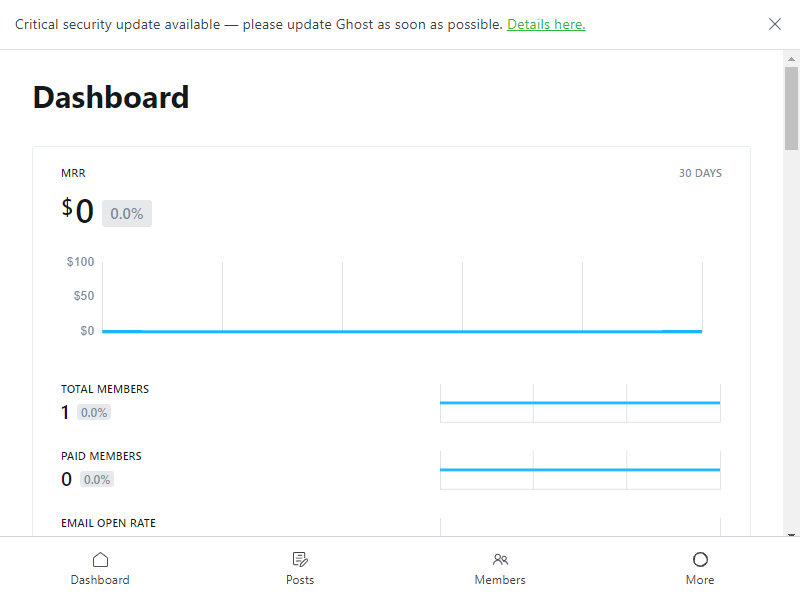 Critical security update available — please update Ghost as soon as possible. Details here.
Dashboard
MRR
30 DAYS
$0 0.0%
$100
$50
$0
TOTAL MEMBERS
1 0.0%
PAID MEMBERS
0 0.0%
EMAIL OPEN RATE
Dashboard
Posts
Members
More